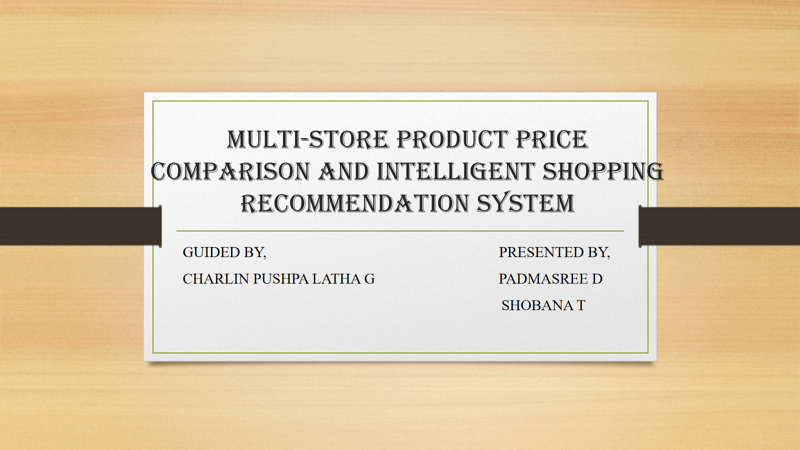 MULTI-STORE PRODUCT PRICE
COMPARISON AND INTELLIGENT SHOPPING
RECOMMENDATION SYSTEM
GUIDED BY, PRESENTED BY,
CHARLIN PUSHPA LATHA G PADMASREE D
SHOBANA T